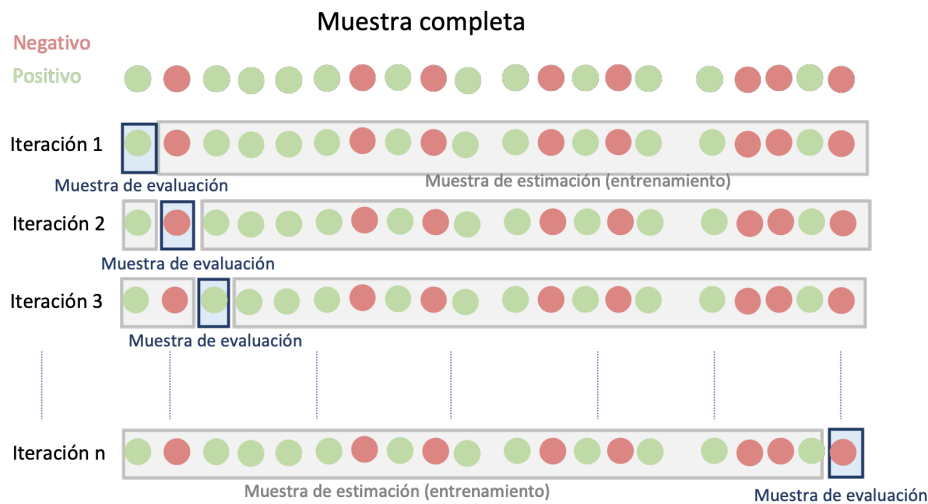 Muestra completa
Negativo
Positivo
Iteración 1
Muestra de evaluación
Muestra de estimación (entrenamiento)
Iteración 2
Muestra de evaluación
Iteración 3
Muestra de evaluación
Iteración n
Muestra de estimación (entrenamiento)
Muestra de evaluación